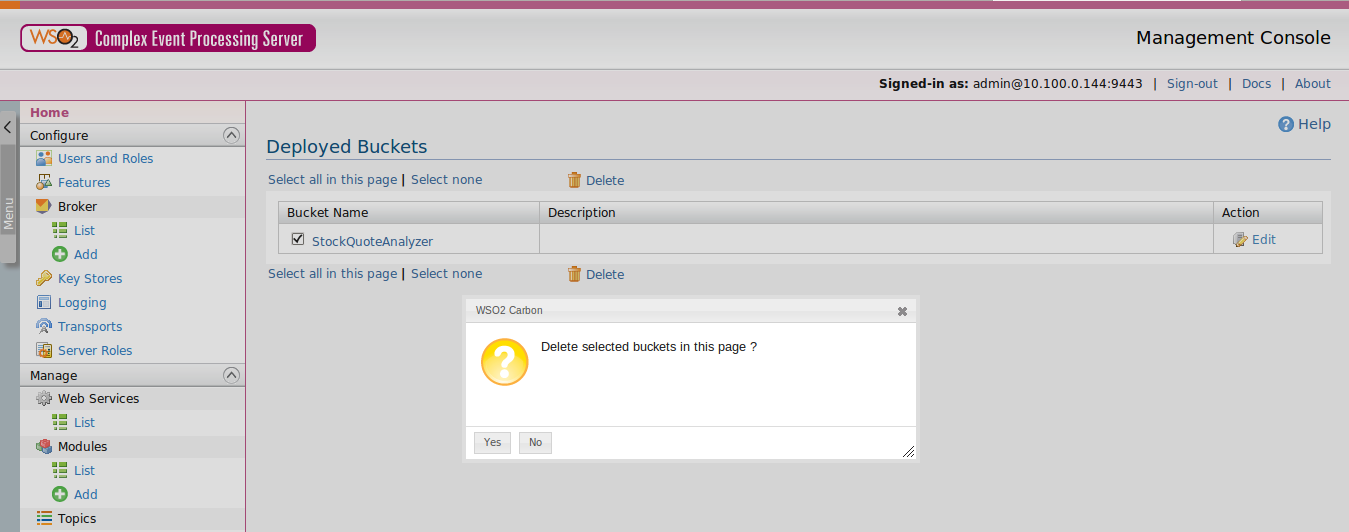 WSO2 Complex Event Processing Server
Management Console
Signed-in as: admin@10.100.0.144:9443 | Sign-out | Docs | About
Menu
Home
Configure
Users and Roles
Features
Broker
List
Add
Key Stores
Logging
Transports
Server Roles
Manage
Web Services
List
Modules
List
Add
Topics
Help
Deployed Buckets
Select all in this page | Select none Delete
Bucket Name Description Action
StockQuoteAnalyzer Edit
Select all in this page | Select none Delete
WSO2 Carbon
Delete selected buckets in this page ?
Yes No